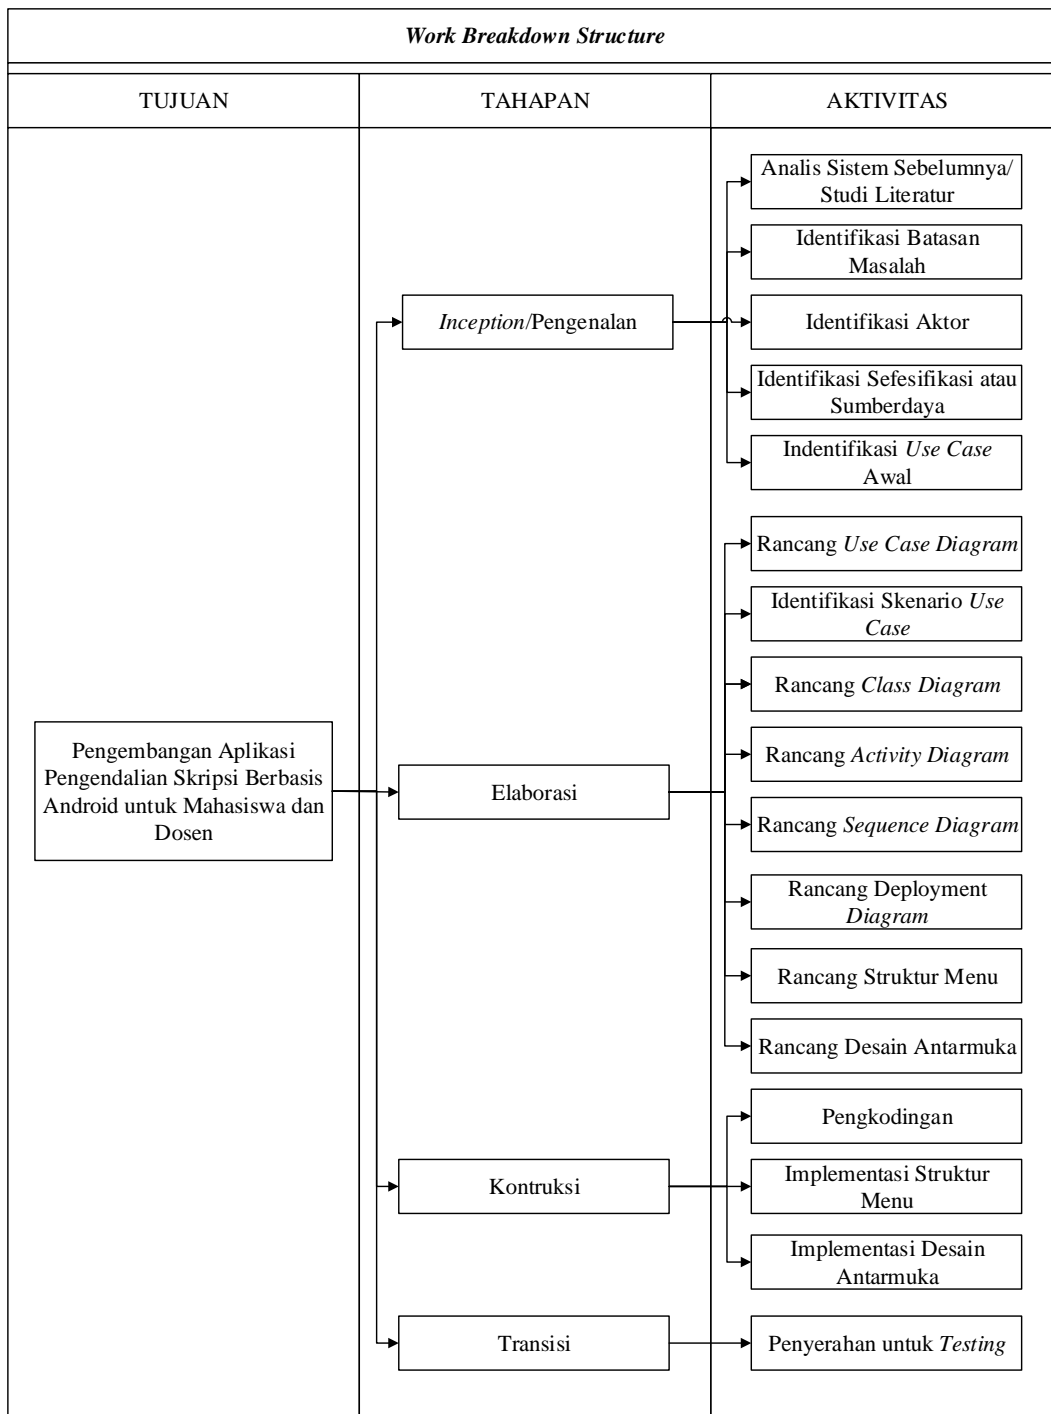 Work Breakdown Structure
TUJUAN
TAHAPAN
AKTIVITAS
Pengembangan Aplikasi
Pengendalian Skripsi Berbasis
Android untuk Mahasiswa dan
Dosen
Inception/Pengenalan
Analis Sistem Sebelumnya/
Studi Literatur
Identifikasi Batasan
Masalah
Identifikasi Aktor
Identifikasi Sefesifikasi atau
Sumberdaya
Indentifikasi Use Case
Awal
Elaborasi
Rancang Use Case Diagram
Identifikasi Skenario Use
Case
Rancang Class Diagram
Rancang Activity Diagram
Rancang Sequence Diagram
Rancang Deployment
Diagram
Rancang Struktur Menu
Rancang Desain Antarmuka
Kontruksi
Pengkodingan
Implementasi Struktur
Menu
Implementasi Desain
Antarmuka
Transisi
Penyerahan untuk Testing